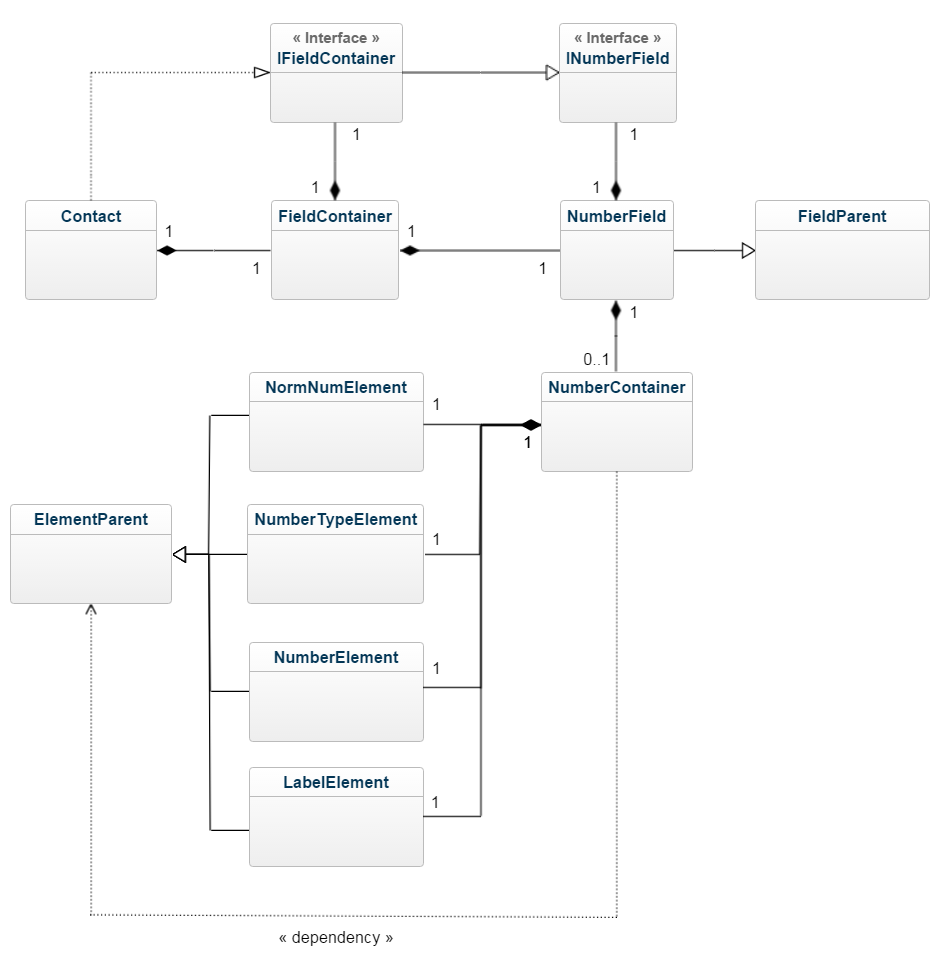 « Interface »
IFieldContainer
« Interface »
INumberField
1
1
1
1
Contact
FieldContainer
NumberField
FieldParent
1
1
1
1
1
0..1
NormNumElement
NumberContainer
1
1
ElementParent
NumberTypeElement
1
NumberElement
1
LabelElement
1
« dependency »